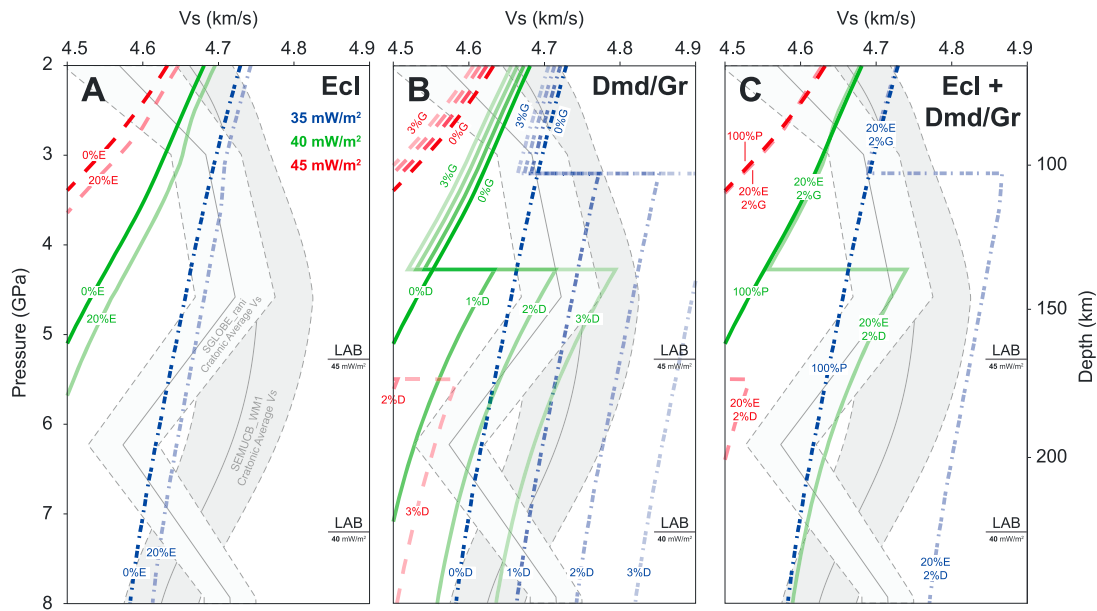 Vs (km/s)
Vs (km/s)
Vs (km/s)
4.5
4.6
4.7
4.8
4.9
4.5
4.6
4.7
4.8
4.9
4.5
4.6
4.7
4.8
4.9
Pressure (GPa)
2
3
4
5
6
7
8
A
Ecl
35 mW/m²
40 mW/m²
45 mW/m²
0%E
20%E
0%E
20%E
SGLOBE_rani
Cratonic Average Vs
SEMUCB_WM1
Cratonic Average Vs
LAB
45 mW/m²
LAB
40 mW/m²
20%E
0%E
B
Dmd/Gr
3%G
0%G
3%G
0%G
3%G
0%G
0%D
1%D
2%D
3%D
2%D
3%D
LAB
45 mW/m²
LAB
40 mW/m²
0%D
1%D
2%D
3%D
C
Ecl +
Dmd/Gr
100%P
20%E
2%G
20%E
2%G
20%E
2%G
100%P
20%E
2%D
100%P
20%E
2%D
LAB
45 mW/m²
LAB
40 mW/m²
20%E
2%D
100
150
200
Depth (km)